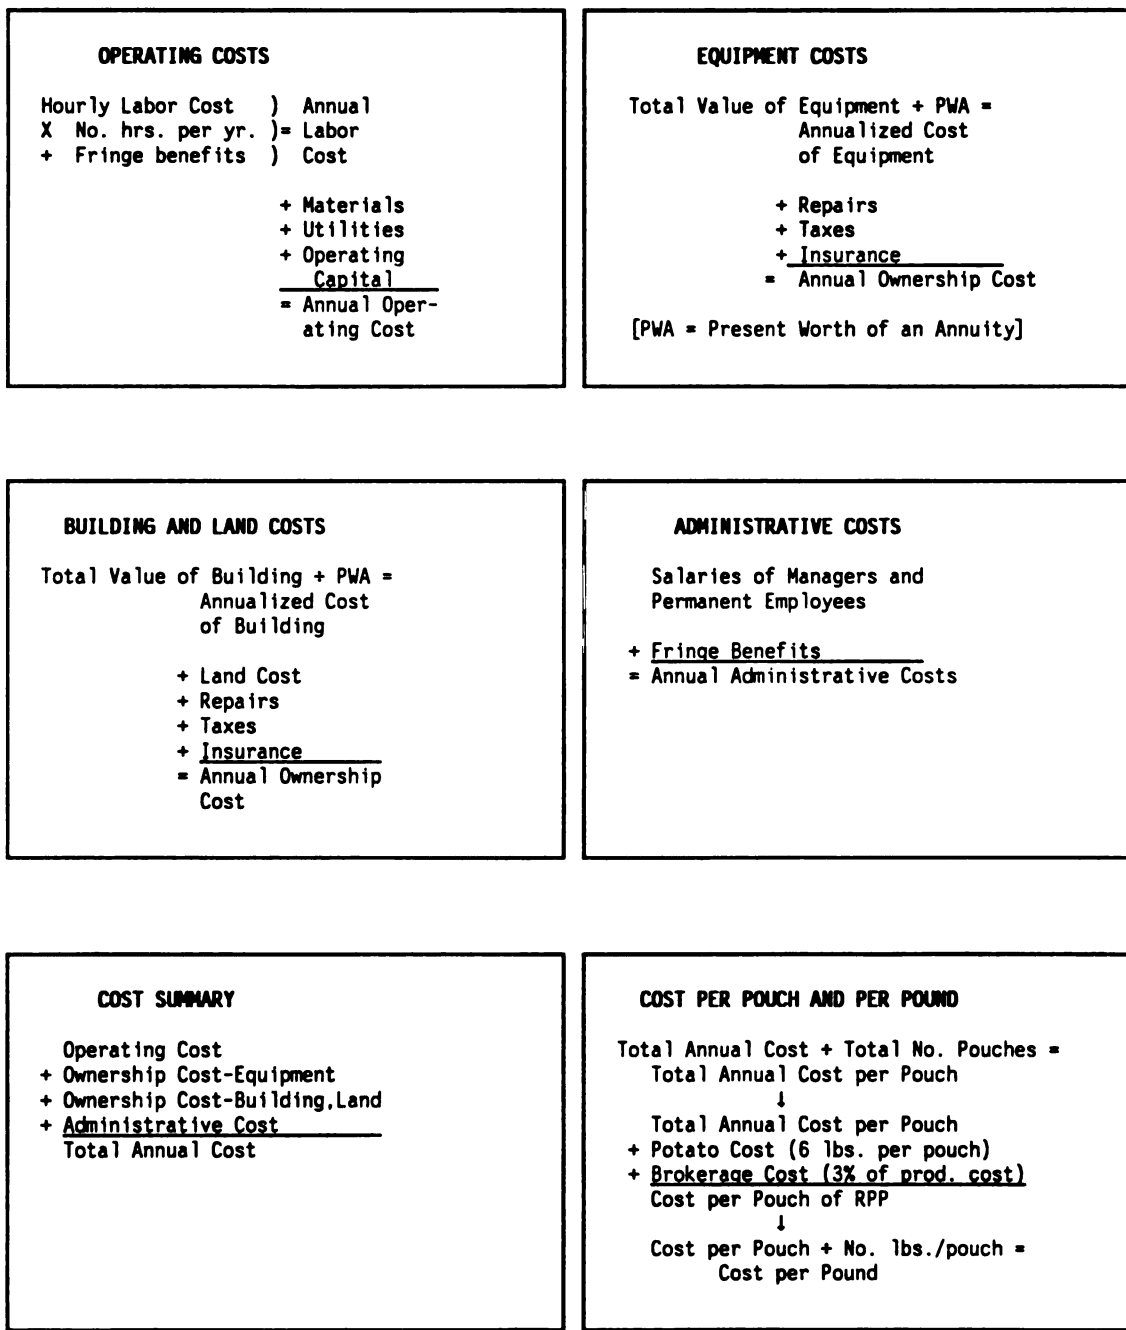 OPERATING COSTS
Hourly Labor Cost ) Annual
X No. hrs. per yr. )= Labor
+ Fringe benefits ) Cost
+ Materials
+ Utilities
+ Operating
Capital
= Annual Oper-
ating Cost
EQUIPMENT COSTS
Total Value of Equipment + PWA =
Annualized Cost
of Equipment
+ Repairs
+ Taxes
+ Insurance
= Annual Ownership Cost
[PWA = Present Worth of an Annuity]
BUILDING AND LAND COSTS
Total Value of Building + PWA =
Annualized Cost
of Building
+ Land Cost
+ Repairs
+ Taxes
+ Insurance
= Annual Ownership
Cost
ADMINISTRATIVE COSTS
Salaries of Managers and
Permanent Employees
+ Fringe Benefits
= Annual Administrative Costs
COST SUMMARY
Operating Cost
+ Ownership Cost-Equipment
+ Ownership Cost-Building,Land
+ Administrative Cost
Total Annual Cost
COST PER POUCH AND PER POUND
Total Annual Cost + Total No. Pouches =
Total Annual Cost per Pouch
↓
Total Annual Cost per Pouch
+ Potato Cost (6 lbs. per pouch)
+ Brokerage Cost (3% of prod. cost)
Cost per Pouch of RPP
↓
Cost per Pouch + No. lbs./pouch =
Cost per Pound